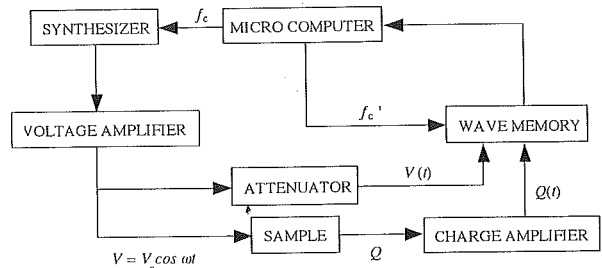 SYNTHESIZER
f_c
MICRO COMPUTER
VOLTAGE AMPLIFIER
f_c'
WAVE MEMORY
ATTENUATOR
V(t)
Q(t)
SAMPLE
Q
CHARGE AMPLIFIER
V = V_o cos ωt